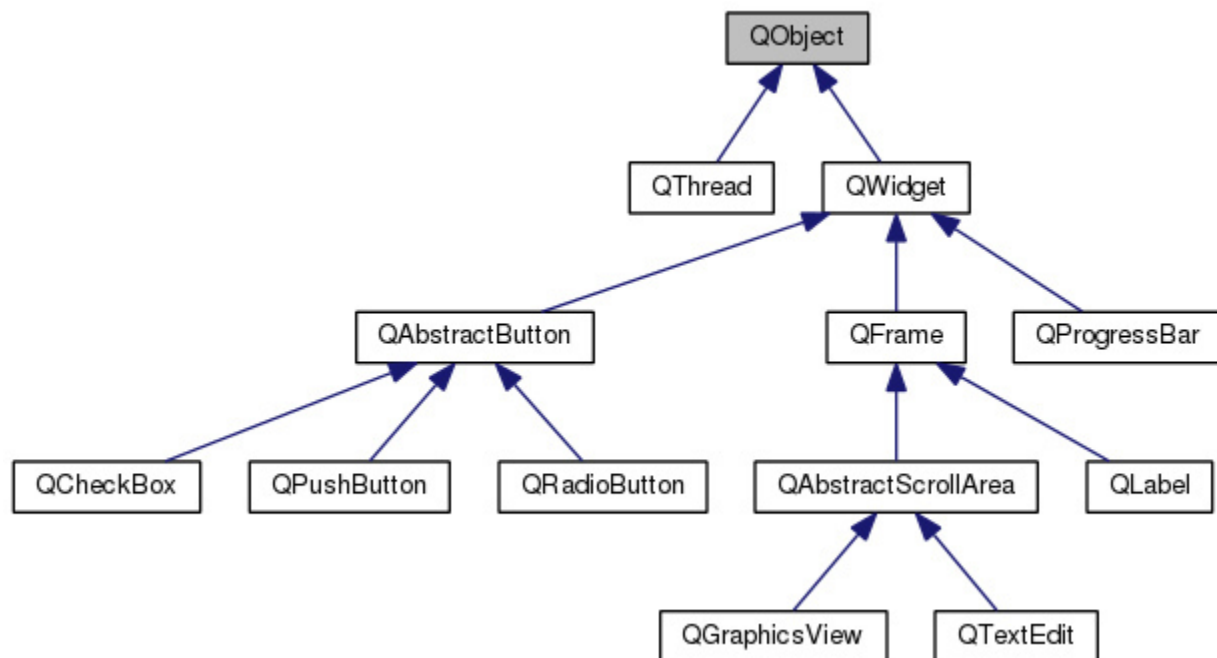 QObject
QThread
QWidget
QAbstractButton
QFrame
QProgressBar
QCheckBox
QPushButton
QRadioButton
QAbstractScrollArea
QLabel
QGraphicsView
QTextEdit